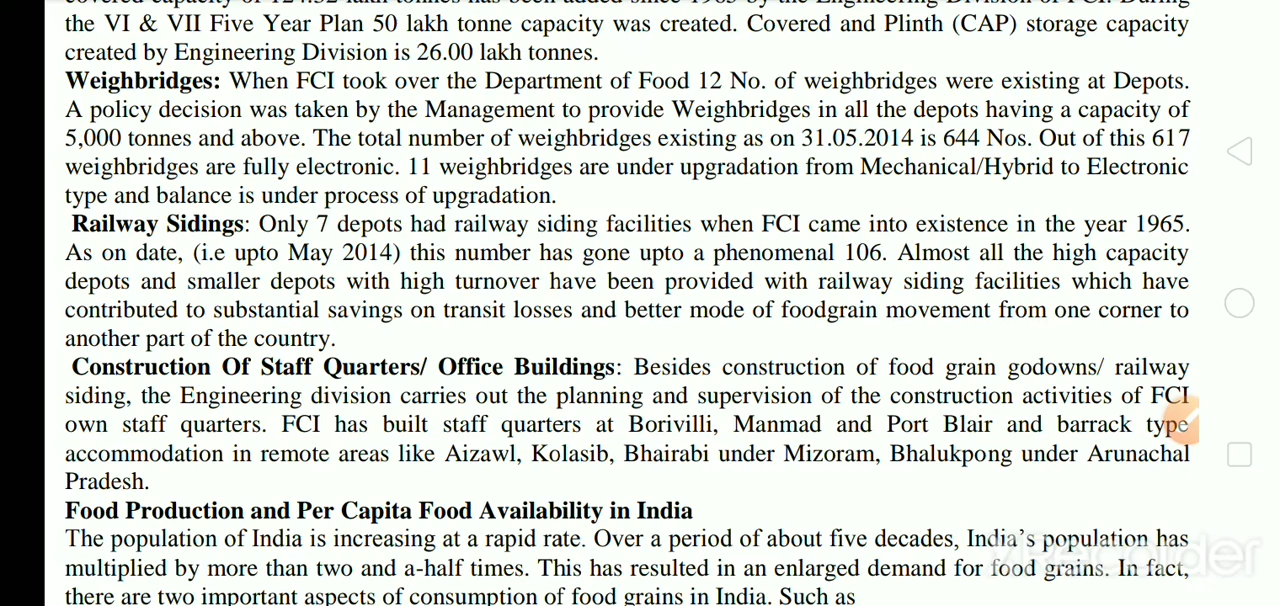 the VI & VII Five Year Plan 50 lakh tonne capacity was created. Covered and Plinth (CAP) storage capacity
created by Engineering Division is 26.00 lakh tonnes.
Weighbridges: When FCI took over the Department of Food 12 No. of weighbridges were existing at Depots.
A policy decision was taken by the Management to provide Weighbridges in all the depots having a capacity of
5,000 tonnes and above. The total number of weighbridges existing as on 31.05.2014 is 644 Nos. Out of this 617
weighbridges are fully electronic. 11 weighbridges are under upgradation from Mechanical/Hybrid to Electronic
type and balance is under process of upgradation.
Railway Sidings: Only 7 depots had railway siding facilities when FCI came into existence in the year 1965.
As on date, (i.e upto May 2014) this number has gone upto a phenomenal 106. Almost all the high capacity
depots and smaller depots with high turnover have been provided with railway siding facilities which have
contributed to substantial savings on transit losses and better mode of foodgrain movement from one corner to
another part of the country.
Construction Of Staff Quarters/ Office Buildings: Besides construction of food grain godowns/ railway
siding, the Engineering division carries out the planning and supervision of the construction activities of FCI
own staff quarters. FCI has built staff quarters at Borivilli, Manmad and Port Blair and barrack type
accommodation in remote areas like Aizawl, Kolasib, Bhairabi under Mizoram, Bhalukpong under Arunachal
Pradesh.
Food Production and Per Capita Food Availability in India
The population of India is increasing at a rapid rate. Over a period of about five decades, India's population has
multiplied by more than two and a-half times. This has resulted in an enlarged demand for food grains. In fact,
there are two important aspects of consumption of food grains in India. Such as